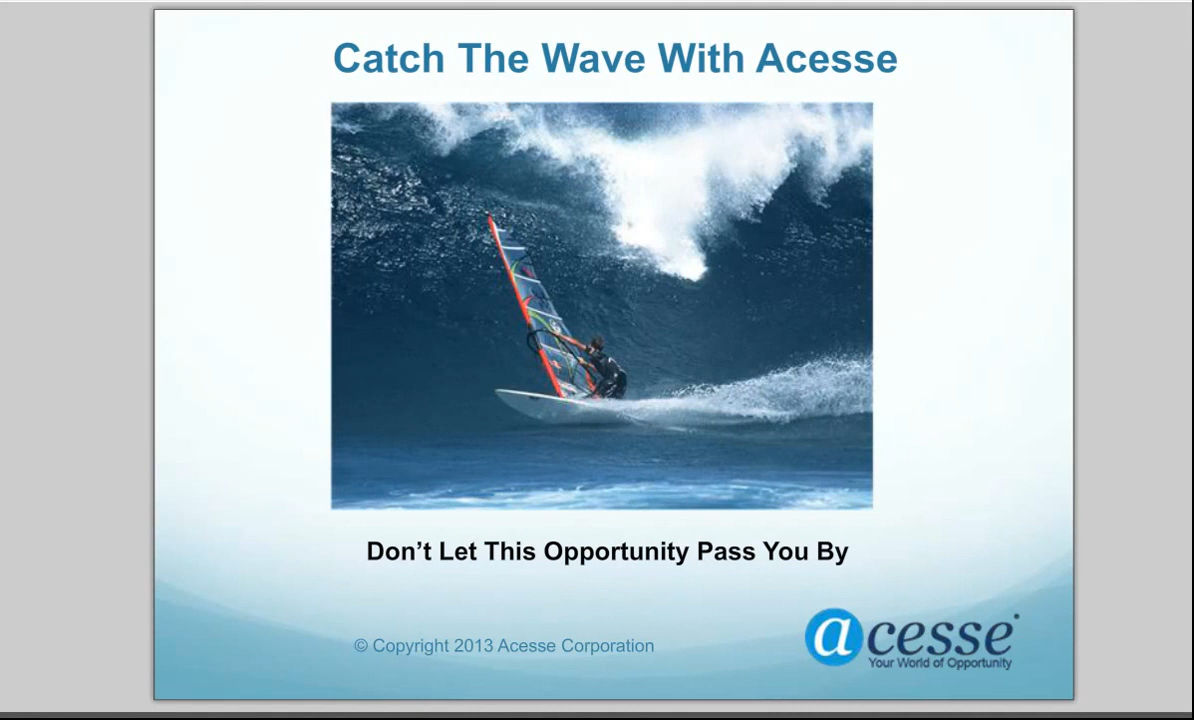 Catch The Wave With Acesse
Don’t Let This Opportunity Pass You By
© Copyright 2013 Acesse Corporation
acesse
Your World of Opportunity